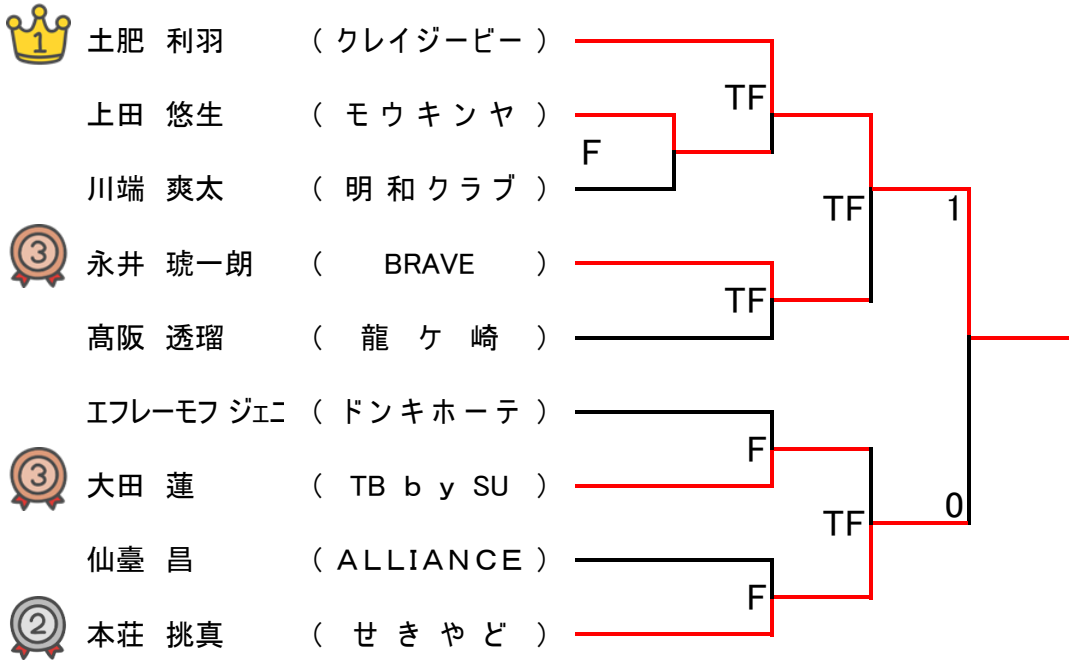 1 土肥 利羽 (クレイジービー)
TF
上田 悠生 (モウキンヤ)
F
川端 爽太 (明和クラブ)
TF 1
3 永井 琥一朗 (BRAVE)
TF
髙阪 透瑠 (龍ケ崎)
エフレーモフ ジェニ (ドンキホーテ)
F
3 大田 蓮 (TB by SU)
TF 0
仙臺 昌 (ALLIANCE)
F
2 本荘 挑真 (せきやど)